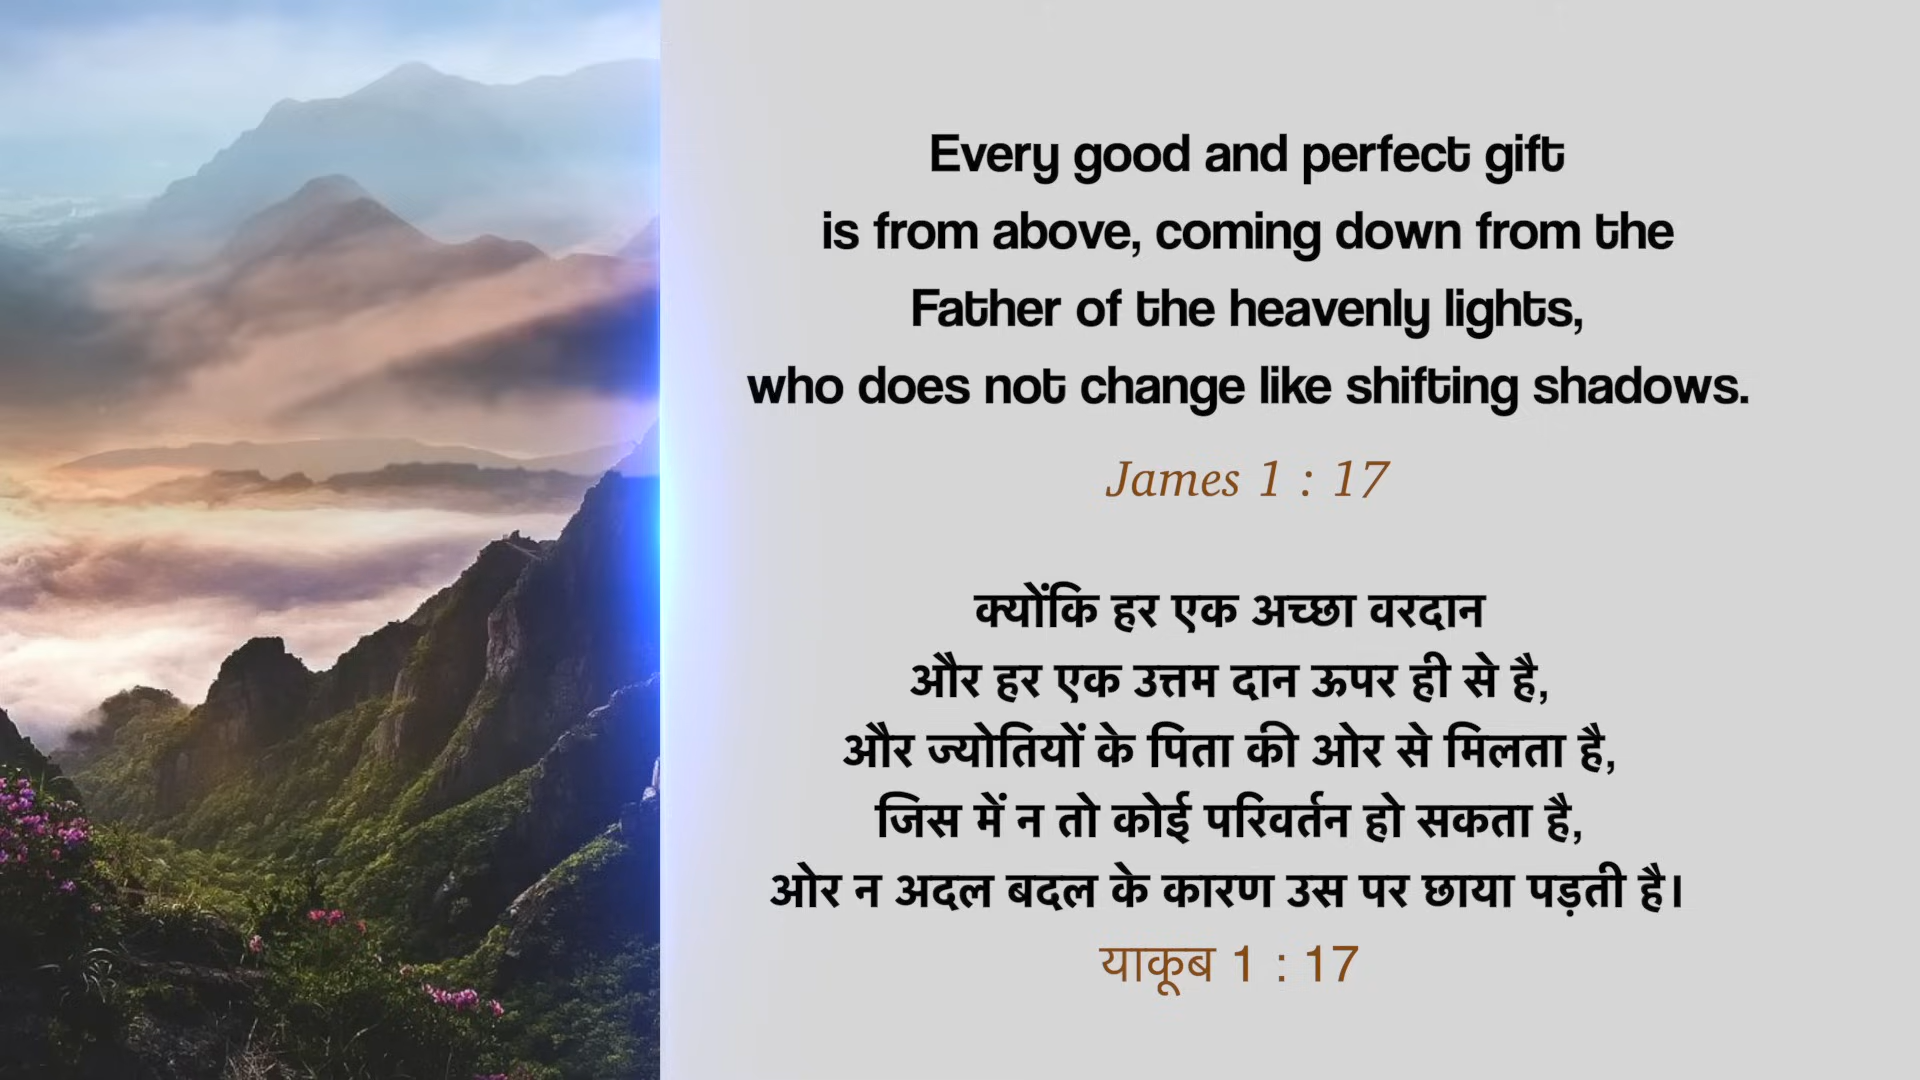 Every good and perfect gift
is from above, coming down from the
Father of the heavenly lights,
who does not change like shifting shadows.
James 1 : 17
क्योंकि हर एक अच्छा वरदान
और हर एक उत्तम दान ऊपर ही से है,
और ज्योतियों के पिता की ओर से मिलता है,
जिस में न तो कोई परिवर्तन हो सकता है,
ओर न अदल बदल के कारण उस पर छाया पड़ती है।
याकूब 1 : 17